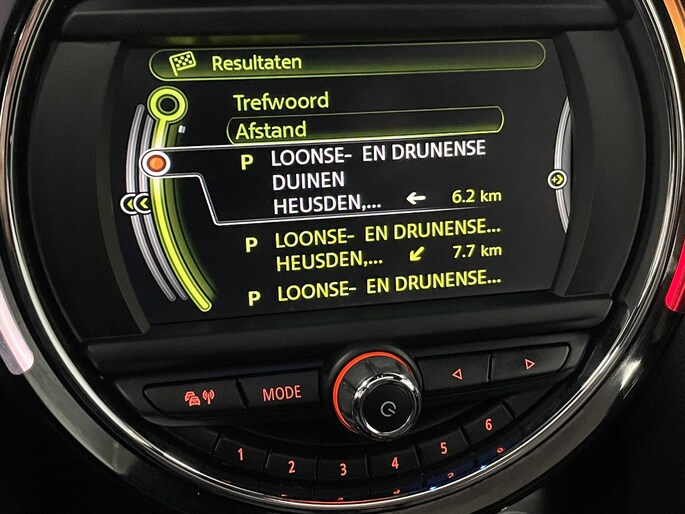 Resultaten
Trefwoord
Afstand
P LOONSE- EN DRUNENSE
DUINEN
HEUSDEN,... ← 6.2 km
P LOONSE- EN DRUNENSE...
HEUSDEN,... ↙ 7.7 km
P LOONSE- EN DRUNENSE...
MODE
1 2 3 4 5 6